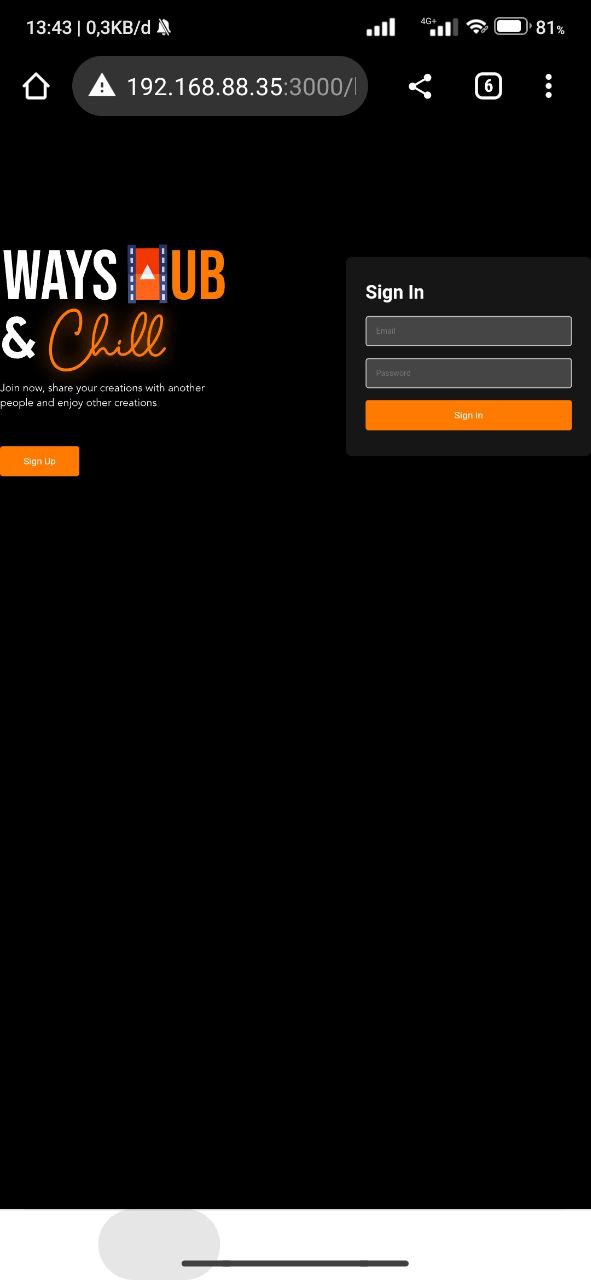 13:43 | 0,3KB/d
4G+
81%
192.168.88.35:3000/
6
WAYS HUB
& Chill
Join now, share your creations with another
people and enjoy other creations
Sign Up
Sign In
Email
Password
Sign In